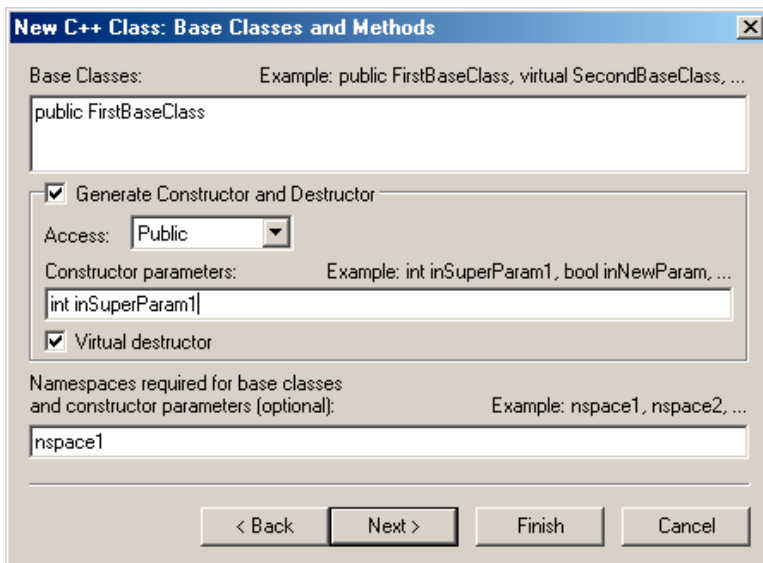 New C++ Class: Base Classes and Methods
Base Classes: Example: public FirstBaseClass, virtual SecondBaseClass, ...
public FirstBaseClass
Generate Constructor and Destructor
Access: Public
Constructor parameters: Example: int inSuperParam1, bool inNewParam, ...
int inSuperParam1
Virtual destructor
Namespaces required for base classes
and constructor parameters (optional): Example: nspace1, nspace2, ...
nspace1
< Back Next > Finish Cancel